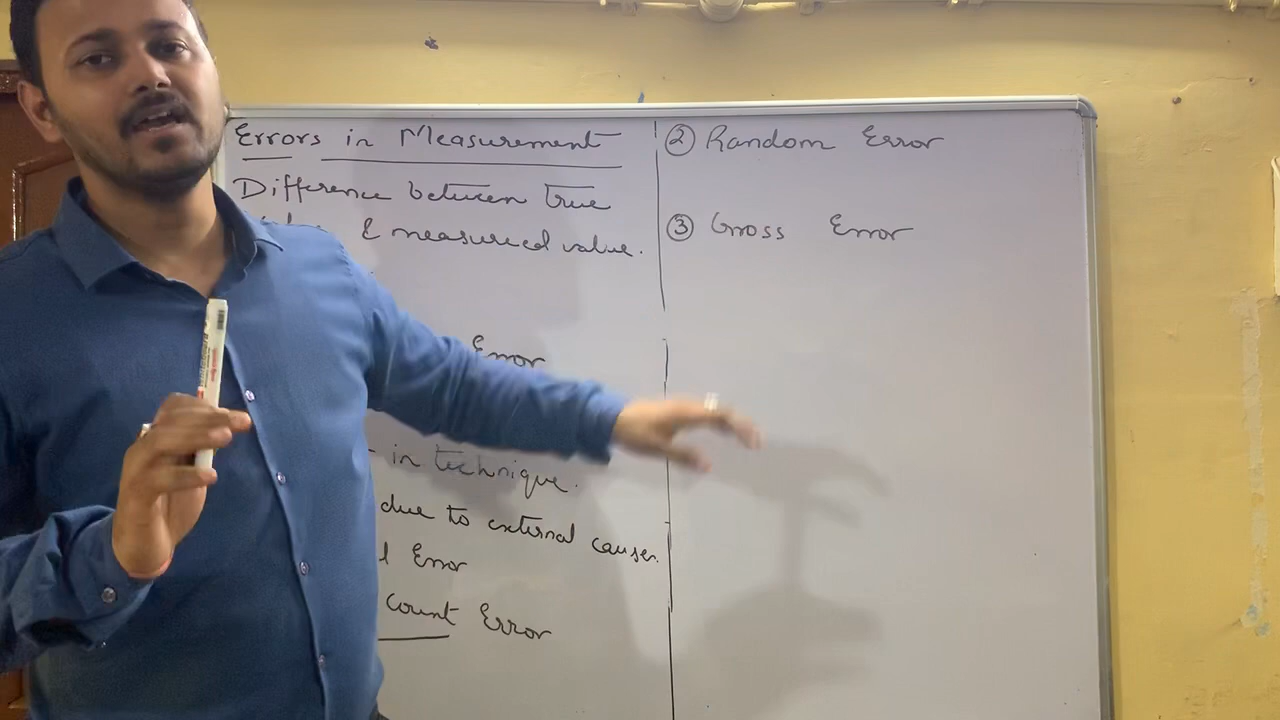 Errors in Measurement
Difference between true
& measured value.
Error
in technique.
due to external causes.
Error
Count Error
② Random Error
③ Gross Error